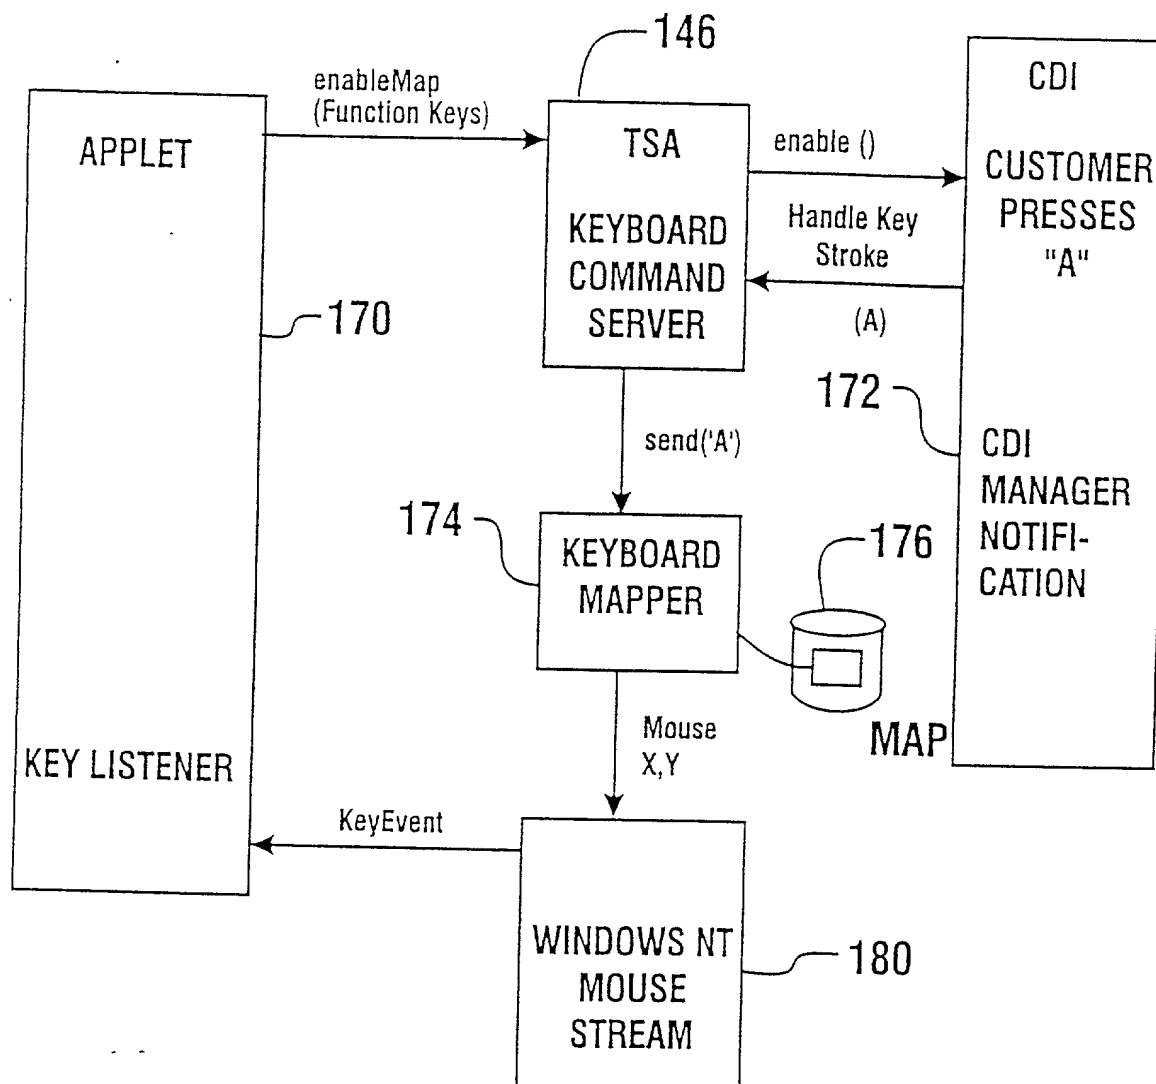 146
enableMap
(Function Keys)
APPLET
170
KEY LISTENER
TSA
KEYBOARD
COMMAND
SERVER
enable ()
Handle Key
Stroke
(A)
CDI
CUSTOMER
PRESSES
"A"
172
CDI
MANAGER
NOTIFI-
CATION
send('A')
174
KEYBOARD
MAPPER
176
MAP
Mouse
X,Y
KeyEvent
WINDOWS NT
MOUSE
STREAM
180